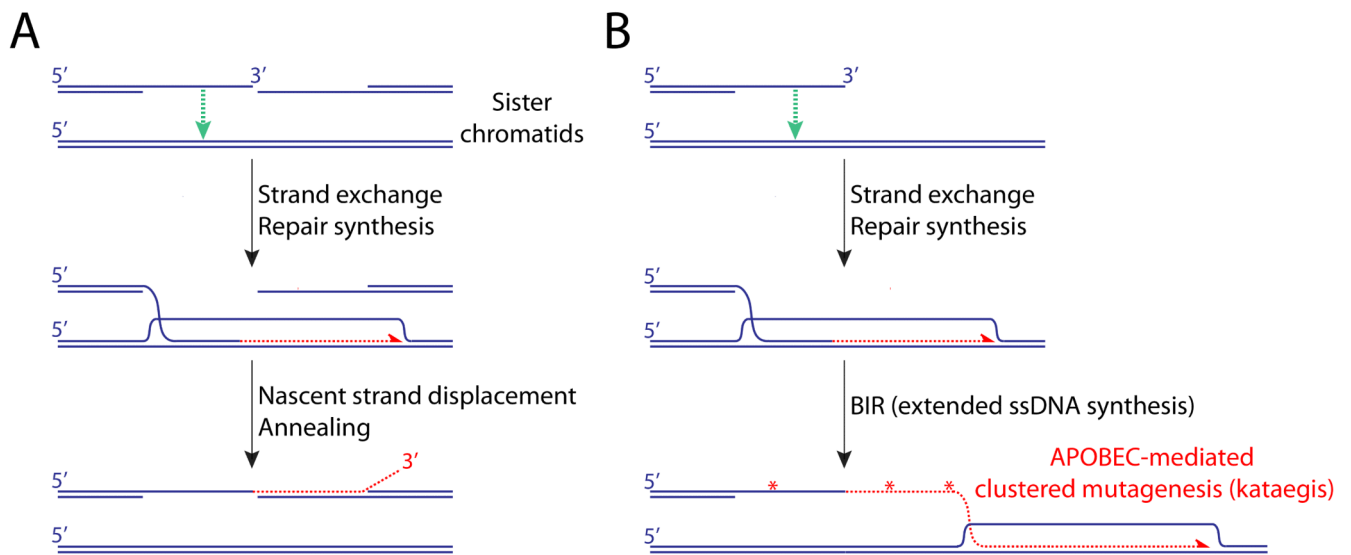 A
5′
3′
5′
Sister
chromatids
Strand exchange
Repair synthesis
5′
5′
Nascent strand displacement
Annealing
5′
3′
5′
B
5′
3′
5′
Strand exchange
Repair synthesis
5′
5′
BIR (extended ssDNA synthesis)
APOBEC-mediated
clustered mutagenesis (kataegis)
5′
*
*
*
5′